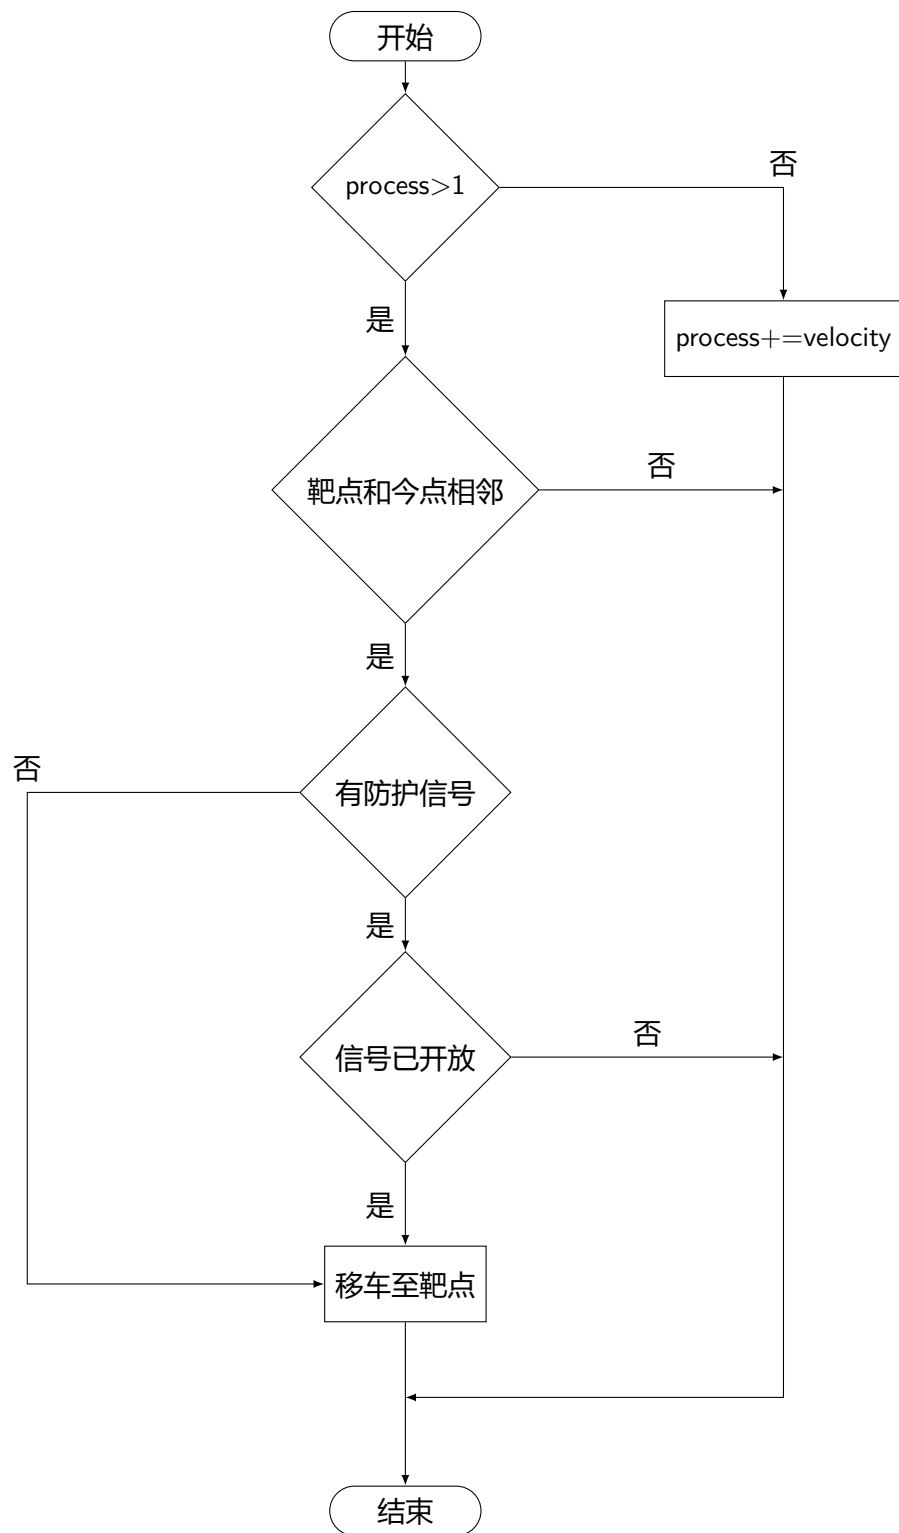 开始
否
process>1
是
process+=velocity
否
靶点和今点相邻
是
否
有防护信号
是
否
信号已开放
是
移车至靶点
结束